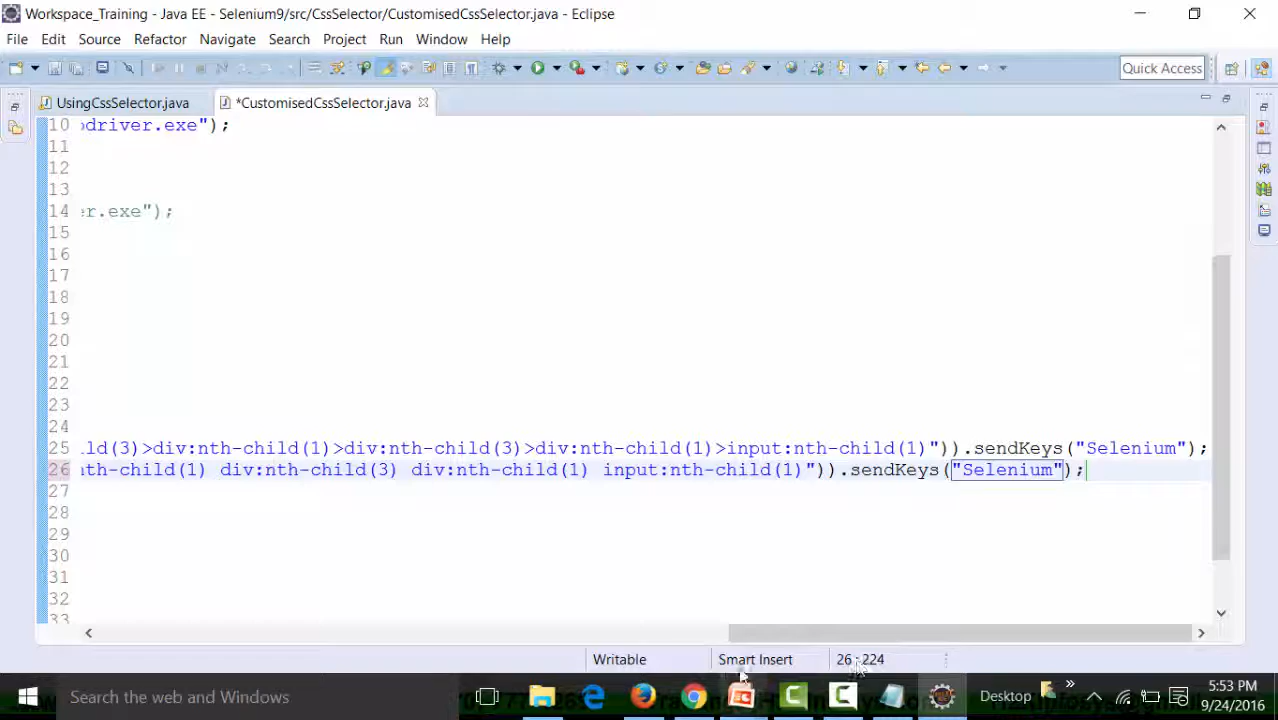 Workspace_Training - Java EE - Selenium9/src/CssSelector/CustomisedCssSelector.java - Eclipse
File Edit Source Refactor Navigate Search Project Run Window Help
Quick Access
UsingCssSelector.java *CustomisedCssSelector.java
10 driver.exe");
11
12
13
14 er.exe");
15
16
17
18
19
20
21
22
23
24
25 ild(3)>div:nth-child(1)>div:nth-child(3)>div:nth-child(1)>input:nth-child(1)")).sendKeys("Selenium");
26 nth-child(1) div:nth-child(3) div:nth-child(1) input:nth-child(1)")).sendKeys("Selenium");
27
28
29
30
31
32
33
Writable Smart Insert 26 : 224
Search the web and Windows Desktop 5:53 PM
9/24/2016